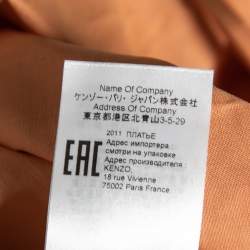 Name Of Company
ケンゾー・パリ・ジャパン株式会社
Address Of Company
東京都港区北青山3-5-29
2011 ПЛАТЬЕ
Адрес импортера
смотри на упаковке
Адрес производителя
KENZO,
18 rue Vivienne
75002 Paris France
EAC